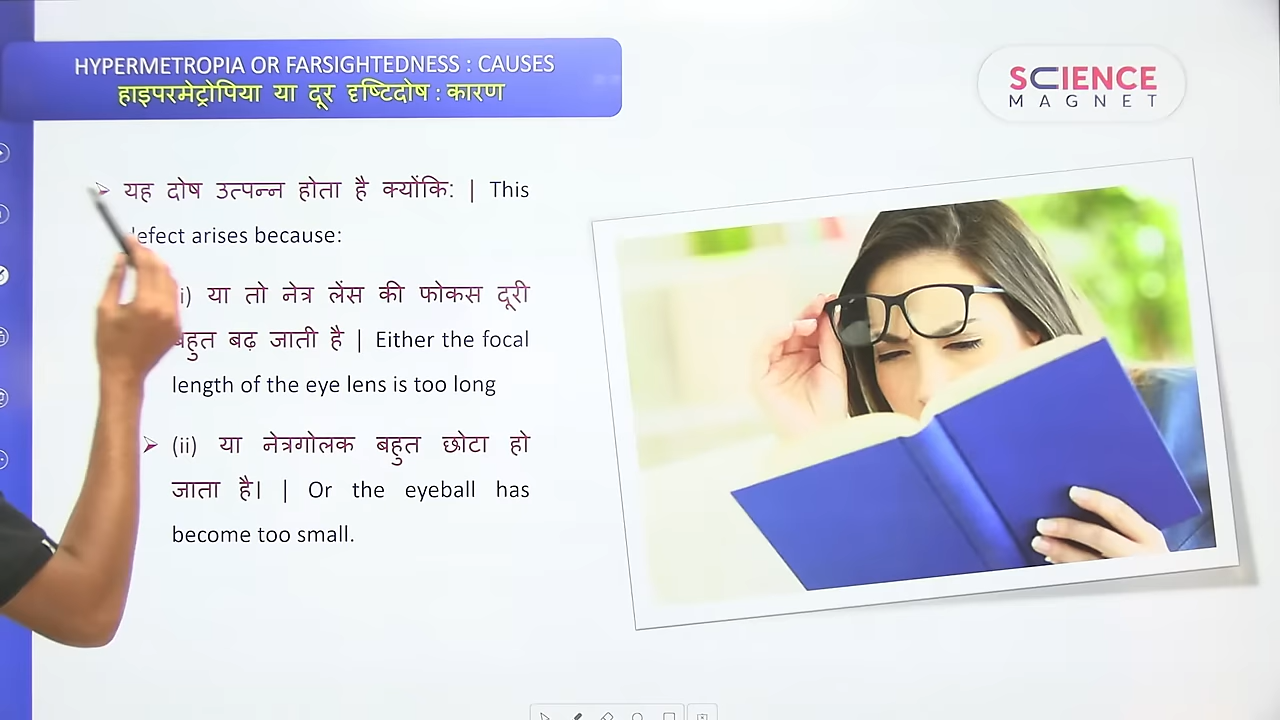 HYPERMETROPIA OR FARSIGHTEDNESS : CAUSES
हाइपरमेट्रोपिया या दूर दृष्टिदोष : कारण
SCIENCE
MAGNET
यह दोष उत्पन्न होता है क्योंकि: | This
defect arises because:
i) या तो नेत्र लेंस की फोकस दूरी
बहुत बढ़ जाती है | Either the focal
length of the eye lens is too long
(ii) या नेत्रगोलक बहुत छोटा हो
जाता है। | Or the eyeball has
become too small.